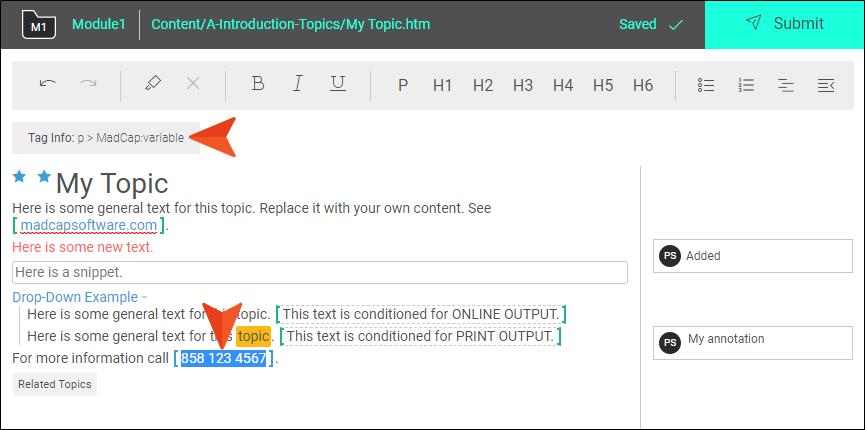 M1 Module1 Content/A-Introduction-Topics/My Topic.htm Saved Submit
B I U P H1 H2 H3 H4 H5 H6
Tag Info: p > MadCap:variable
My Topic
Here is some general text for this topic. Replace it with your own content. See
[ madcapsoftware.com ].
Here is some new text.
PS Added
Here is a snippet.
Drop-Down Example
Here is some general text for this topic. [ This text is conditioned for ONLINE OUTPUT. ]
Here is some general text for this topic. [ This text is conditioned for PRINT OUTPUT. ]
PS My annotation
For more information call [ 858 123 4567 ].
Related Topics